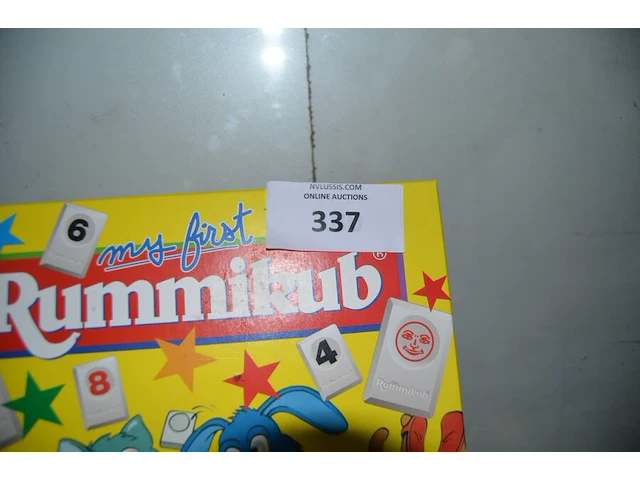 NVLUSSIS.COM
ONLINE AUCTIONS
337
6
my first
Rummikub®
4
8
Rummikub